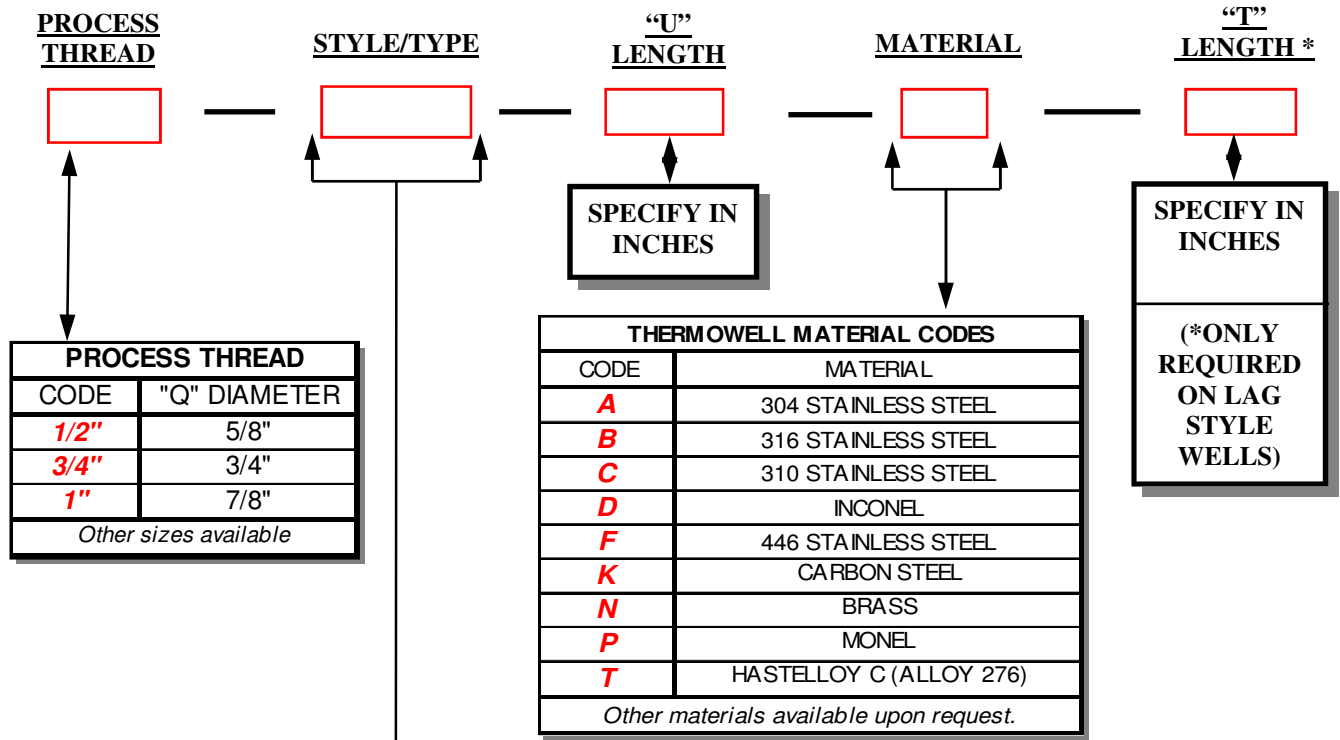 PROCESS
THREAD
STYLE/TYPE
“U”
LENGTH
MATERIAL
“T”
LENGTH *
SPECIFY IN
INCHES
SPECIFY IN
INCHES
(*ONLY
REQUIRED
ON LAG
STYLE
WELLS)
PROCESS THREAD
CODE "Q" DIAMETER
1/2" 5/8"
3/4" 3/4"
1" 7/8"
Other sizes available
THERMOWELL MATERIAL CODES
CODE MATERIAL
A 304 STAINLESS STEEL
B 316 STAINLESS STEEL
C 310 STAINLESS STEEL
D INCONEL
F 446 STAINLESS STEEL
K CARBON STEEL
N BRASS
P MONEL
T HASTELLOY C (ALLOY 276)
Other materials available upon request.